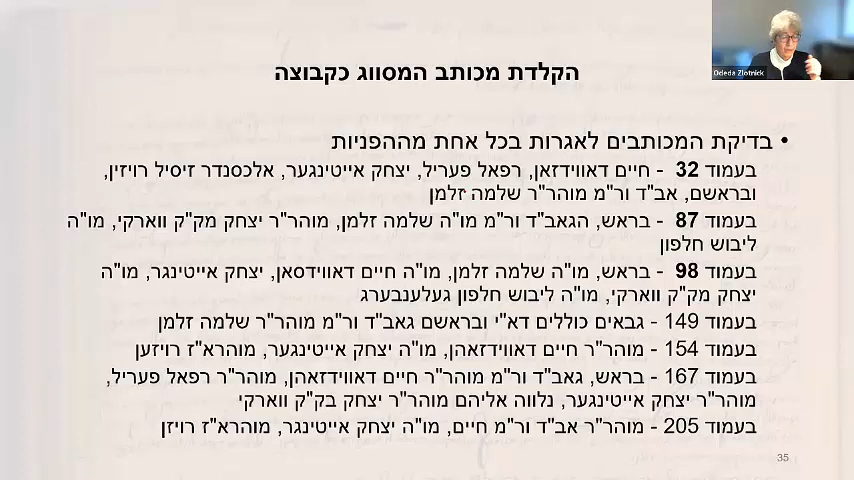 Odeda Zlotnick
הקלדת מכותב המסווג כקבוצה
• בדיקת המכותבים לאגרות בכל אחת מההפניות
בעמוד 32 - חיים דאווידזאן, רפאל פעריל, יצחק אייטינגער, אלכסנדר זיסיל רויזין,
ובראשם, אב"ד ור"מ מוהר"ר שלמה זלמן
בעמוד 87 - בראש, הגאב"ד ור"מ מו"ה שלמה זלמן, מוהר"ר יצחק מק"ק ווארקי, מו"ה
ליבוש חלפון
בעמוד 98 - בראש, מו"ה שלמה זלמן, מו"ה חיים דאווידסאן, יצחק אייטינגר, מו"ה
יצחק מק"ק ווארקי, מו"ה ליבוש חלפון געלענבערג
בעמוד 149 - גבאים כוללים דא"י ובראשם גאב"ד ור"מ מוהר"ר שלמה זלמן
בעמוד 154 - מוהר"ר חיים דאווידזאהן, מו"ה יצחק אייטינגער, מוהרא"ז רויזען
בעמוד 167 - בראש, גאב"ד ור"מ מוהר"ר חיים דאווידזאהן, מוהר"ר רפאל פעריל,
מוהר"ר יצחק אייטינגער, נלווה אליהם מוהר"ר יצחק בק"ק ווארקי
בעמוד 205 - מוהר"ר אב"ד ור"מ חיים, מו"ה יצחק אייטינגר, מוהרא"ז רויזן
35